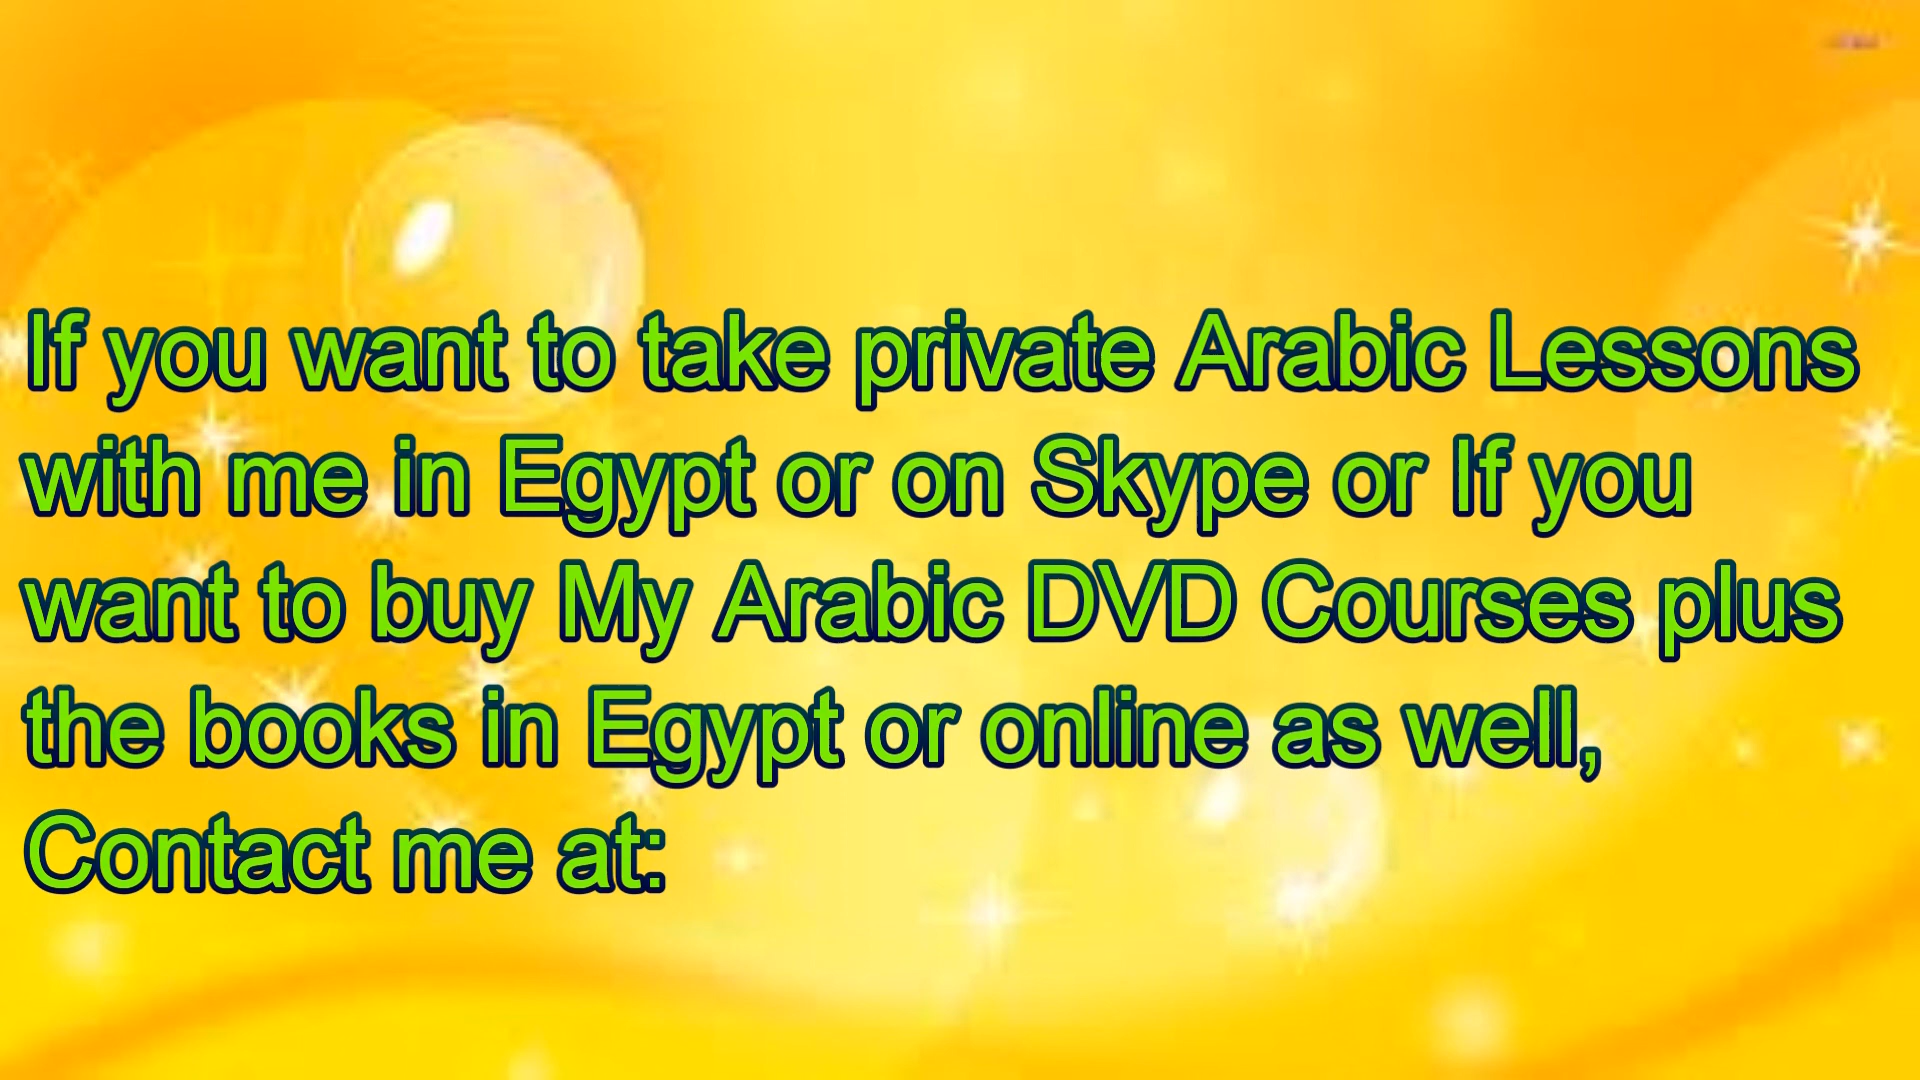 If you want to take private Arabic Lessons
with me in Egypt or on Skype or If you
want to buy My Arabic DVD Courses plus
the books in Egypt or online as well,
Contact me at: